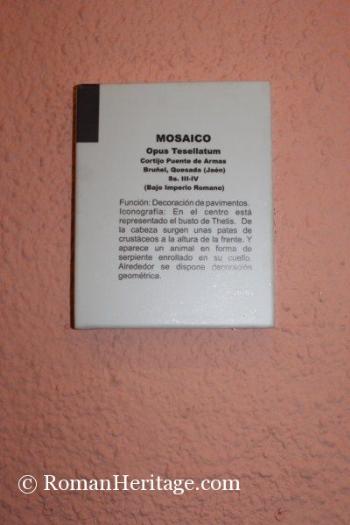 MOSAICO
Opus Tesellatum
Cortijo Puente de Armas
Bruñel, Quesada (Jaén)
Ss. III-IV
(Bajo Imperio Romano)
Función: Decoración de pavimentos.
Iconografía: En el centro está
representado el busto de Thetis. De
la cabeza surgen unas patas de
crustáceos a la altura de la frente. Y
aparece un animal en forma de
serpiente enrollado en su cuello.
Alrededor se dispone decoración
geométrica.
© RomanHeritage.com